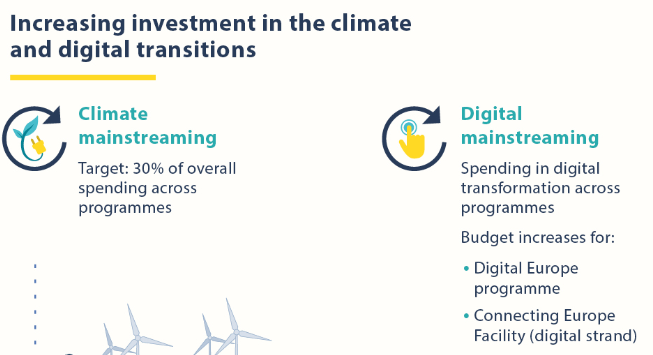 Increasing investment in the climate
and digital transitions
Climate
mainstreaming
Target: 30% of overall
spending across
programmes
Digital
mainstreaming
Spending in digital
transformation across
programmes
Budget increases for:
• Digital Europe
programme
• Connecting Europe
Facility (digital strand)